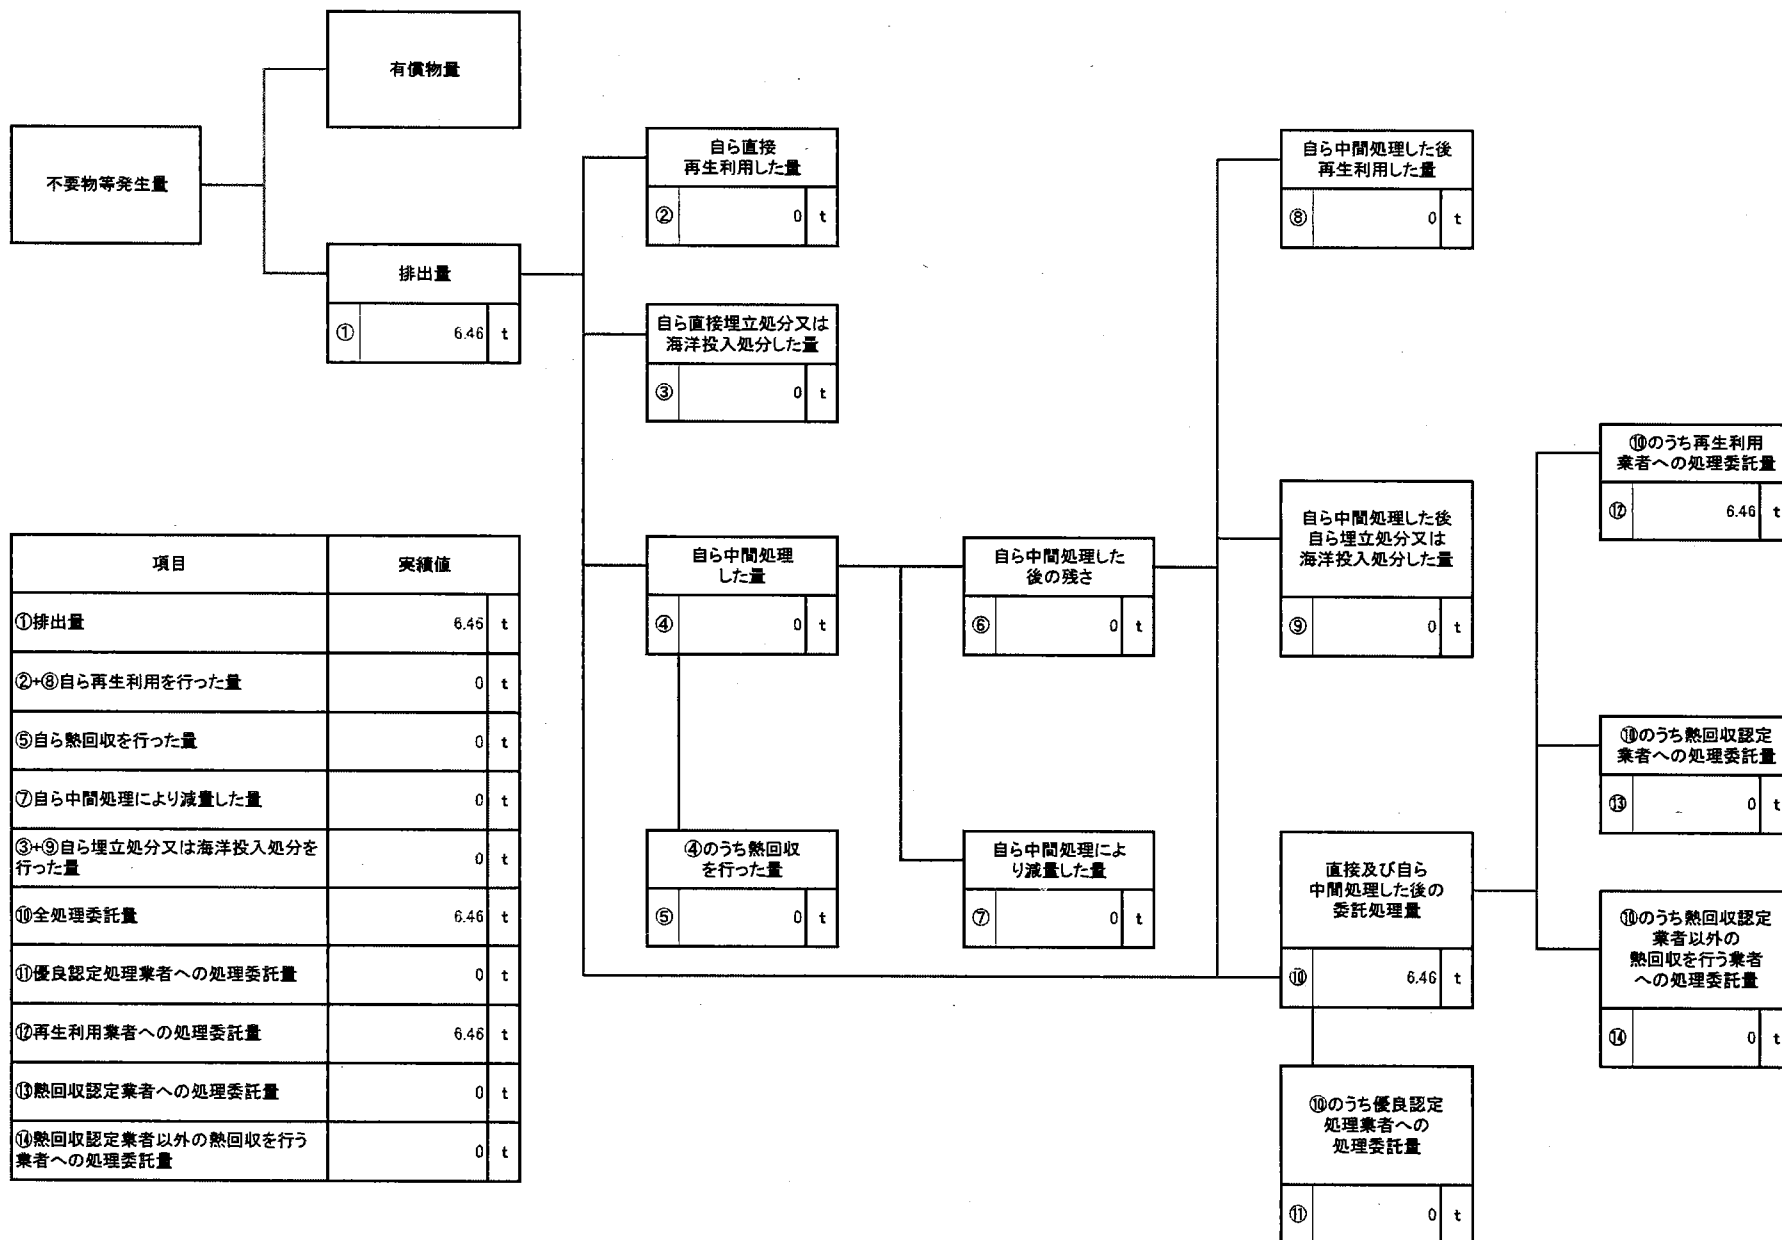 有償物量
不要物等発生量
排出量
① 6.46 t
自ら直接
再生利用した量
② 0 t
自ら直接埋立処分又は
海洋投入処分した量
③ 0 t
自ら中間処理
した量
④ 0 t
④のうち熱回収
を行った量
⑤ 0 t
自ら中間処理した
後の残さ
⑥ 0 t
自ら中間処理によ
り減量した量
⑦ 0 t
自ら中間処理した後
再生利用した量
⑧ 0 t
自ら中間処理した後
自ら埋立処分又は
海洋投入処分した量
⑨ 0 t
直接及び自ら
中間処理した後の
委託処理量
⑩ 6.46 t
⑩のうち優良認定
処理業者への
処理委託量
⑪ 0 t
⑩のうち再生利用
業者への処理委託量
⑫ 6.46 t
⑩のうち熱回収認定
業者への処理委託量
⑬ 0 t
⑩のうち熱回収認定
業者以外の
熱回収を行う業者
への処理委託量
⑭ 0 t
項目 実績値
①排出量 6.46 t
②+⑧自ら再生利用を行った量 0 t
⑤自ら熱回収を行った量 0 t
⑦自ら中間処理により減量した量 0 t
③+⑨自ら埋立処分又は海洋投入処分を
行った量 0 t
⑩全処理委託量 6.46 t
⑪優良認定処理業者への処理委託量 0 t
⑫再生利用業者への処理委託量 6.46 t
⑬熱回収認定業者への処理委託量 0 t
⑭熱回収認定業者以外の熱回収を行う
業者への処理委託量 0 t